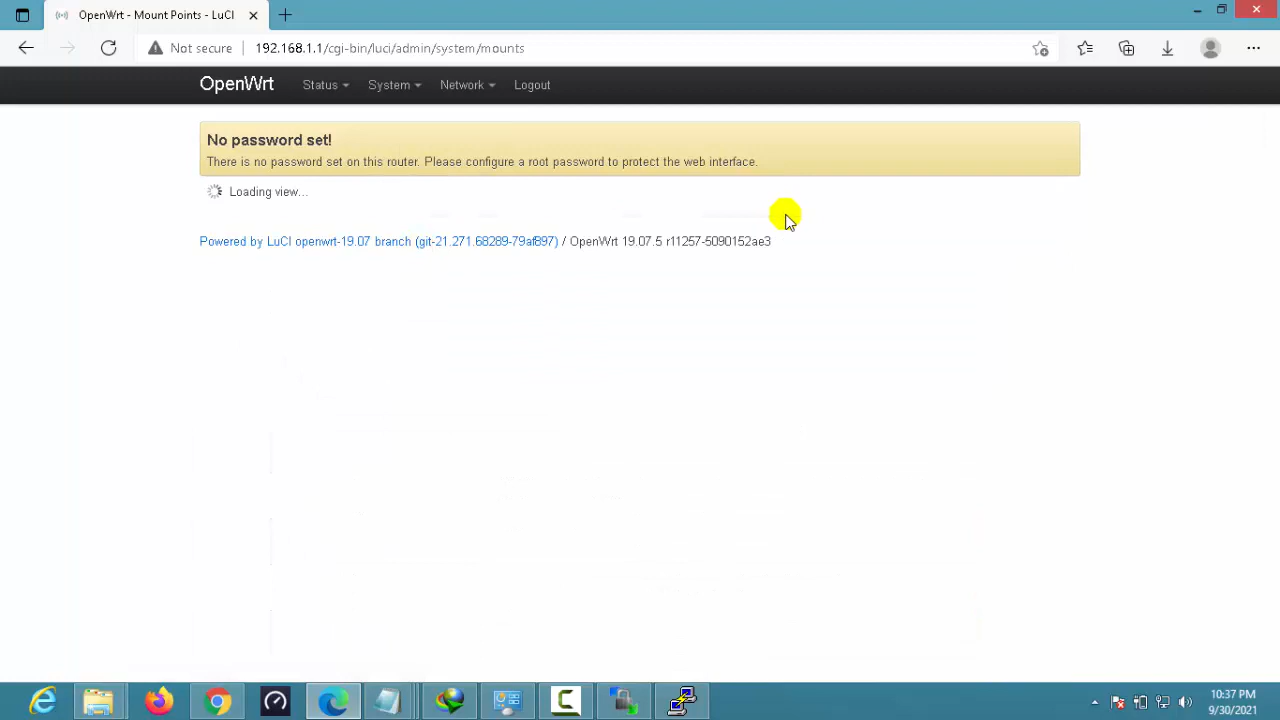 OpenWrt - Mount Points - LuCI
Not secure
192.168.1.1/cgi-bin/luci/admin/system/mounts
OpenWrt
Status
System
Network
Logout
No password set!
There is no password set on this router. Please configure a root password to protect the web interface.
Loading view...
Powered by LuCI openwrt-19.07 branch (git-21.271.68289-79af897) / OpenWrt 19.07.5 r11257-5090152ae3
10:37 PM
9/30/2021